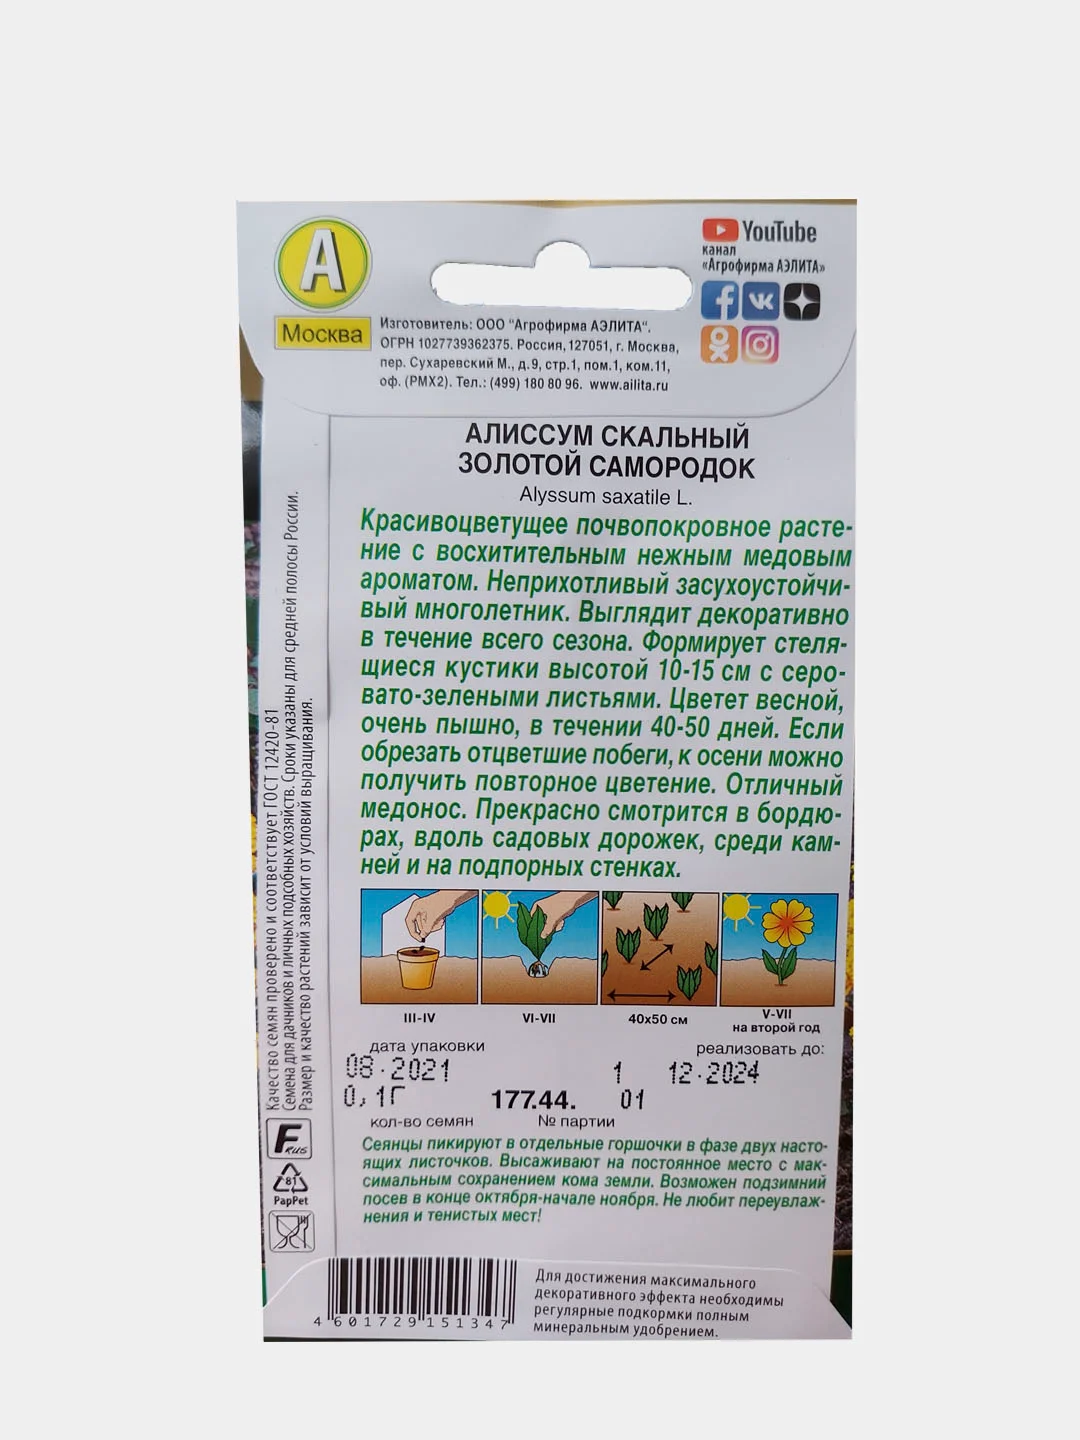 А
Москва
YouTube
канал
«Агрофирма АЭЛИТА»
Изготовитель: ООО "Агрофирма АЭЛИТА".
ОГРН 1027739362375. Россия, 127051, г. Москва,
пер. Сухаревский М., д.9, стр.1, пом.1, ком.11,
оф. (РМХ2). Тел.: (499) 180 80 96. www.ailita.ru
АЛИССУМ СКАЛЬНЫЙ
ЗОЛОТОЙ САМОРОДОК
Alyssum saxatile L.
Красивоцветущее почвопокровное расте-
ние с восхитительным нежным медовым
ароматом. Неприхотливый засухоустойчи-
вый многолетник. Выглядит декоративно
в течение всего сезона. Формирует стеля-
щиеся кустики высотой 10-15 см с серо-
вато-зелеными листьями. Цветет весной,
очень пышно, в течении 40-50 дней. Если
обрезать отцветшие побеги, к осени можно
получить повторное цветение. Отличный
медонос. Прекрасно смотрится в бордю-
рах, вдоль садовых дорожек, среди кам-
ней и на подпорных стенках.
III-IV
VI-VII
40х50 см
V-VII
на второй год
дата упаковки
реализовать до:
08.2021
1
12.2024
0,1Г
177.44.
01
кол-во семян
№ партии
Сеянцы пикируют в отдельные горшочки в фазе двух насто-
ящих листочков. Высаживают на постоянное место с мак-
симальным сохранением кома земли. Возможен подзимний
посев в конце октября-начале ноября. Не любит переувлаж-
нения и тенистых мест!
Качество семян проверено и соответствует ГОСТ 12420-81
Семена для дачников и личных подсобных хозяйств. Сроки указаны для средней полосы России.
Размер и качество растений зависит от условий выращивания.
F RUS
81
PapPet
4 601729 151347
Для достижения максимального
декоративного эффекта необходимы
регулярные подкормки полным
минеральным удобрением.